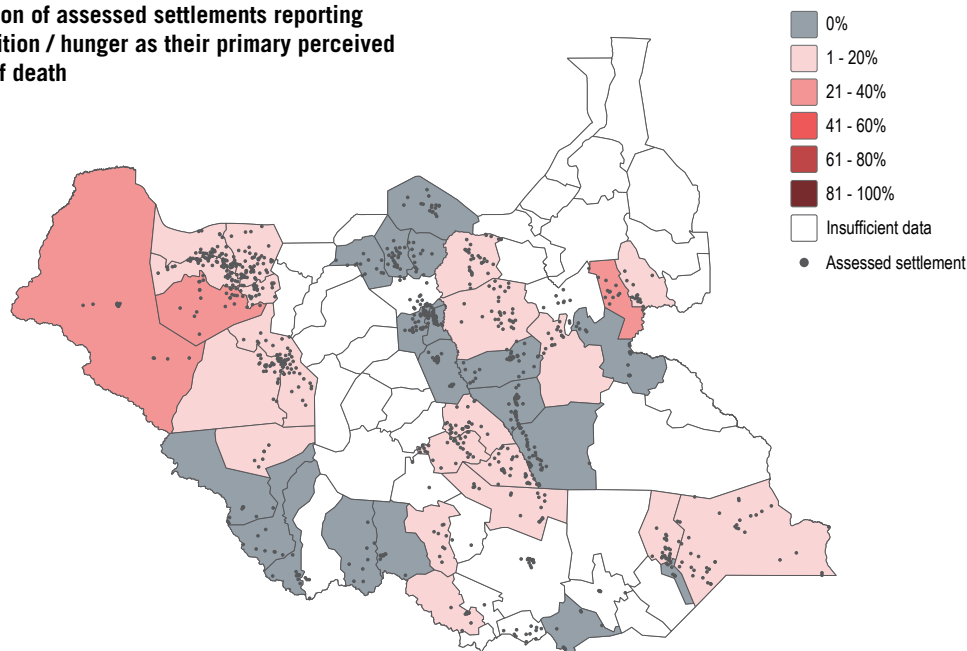 on of assessed settlements reporting
ition / hunger as their primary perceived
f death
0%
1 - 20%
21 - 40%
41 - 60%
61 - 80%
81 - 100%
Insufficient data
Assessed settlement